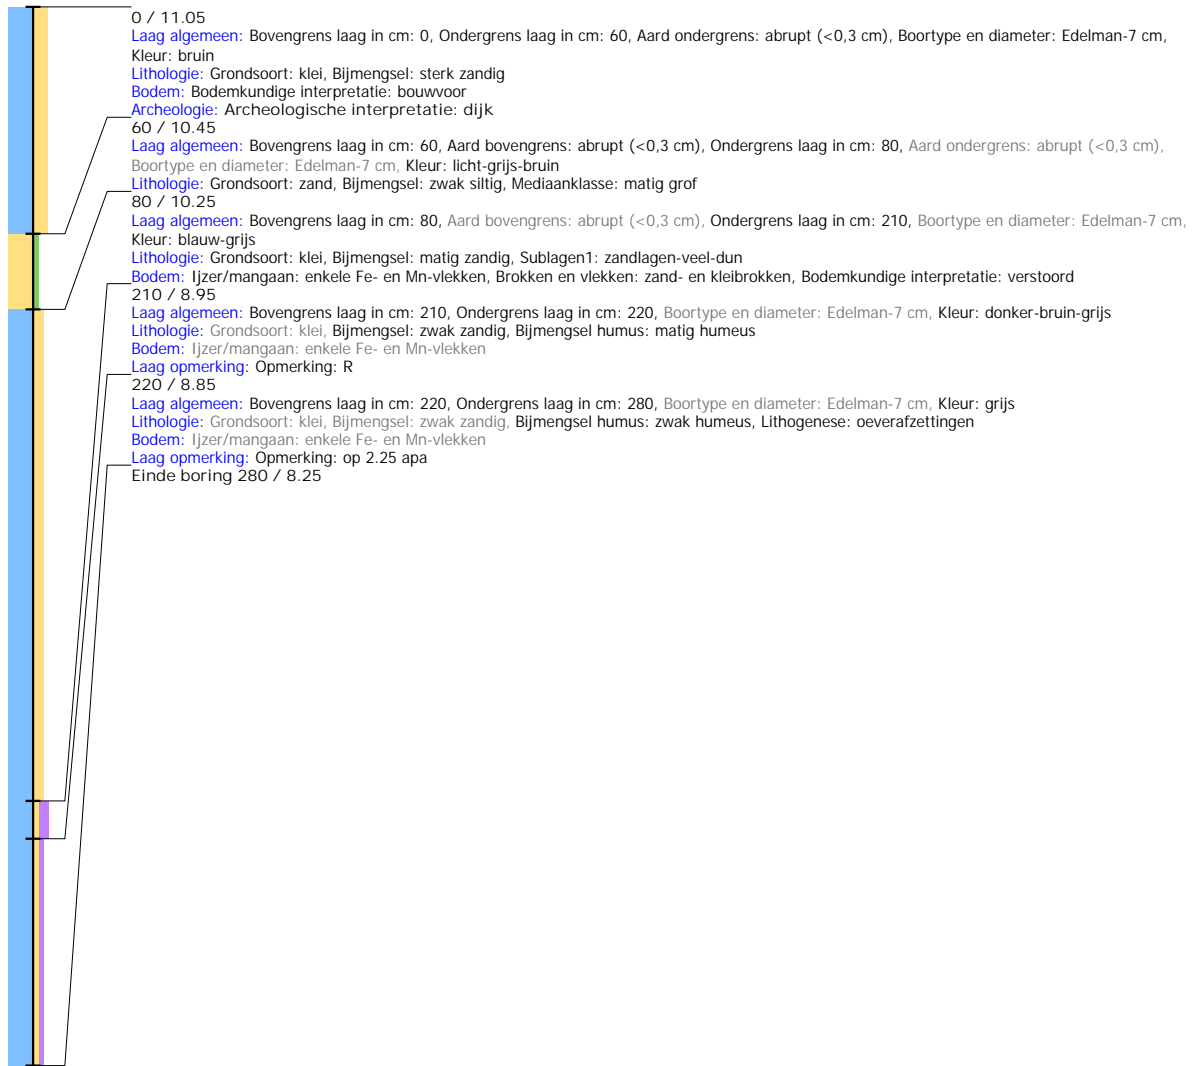 0 / 11.05
Laag algemeen: Bovengrens laag in cm: 0, Ondergrens laag in cm: 60, Aard ondergrens: abrupt (<0,3 cm), Boortype en diameter: Edelman-7 cm,
Kleur: bruin
Lithologie: Grondsoort: klei, Bijmengsel: sterk zandig
Bodem: Bodemkundige interpretatie: bouwvoor
Archeologie: Archeologische interpretatie: dijk
60 / 10.45
Laag algemeen: Bovengrens laag in cm: 60, Aard bovengrens: abrupt (<0,3 cm), Ondergrens laag in cm: 80, Aard ondergrens: abrupt (<0,3 cm),
Boortype en diameter: Edelman-7 cm, Kleur: licht-grijs-bruin
Lithologie: Grondsoort: zand, Bijmengsel: zwak siltig, Mediaanklasse: matig grof
80 / 10.25
Laag algemeen: Bovengrens laag in cm: 80, Aard bovengrens: abrupt (<0,3 cm), Ondergrens laag in cm: 210, Boortype en diameter: Edelman-7 cm,
Kleur: blauw-grijs
Lithologie: Grondsoort: klei, Bijmengsel: matig zandig, Sublagen1: zandlagen-veel-dun
Bodem: Ijzer/mangaan: enkele Fe- en Mn-vlekken, Brokken en vlekken: zand- en kleibrokken, Bodemkundige interpretatie: verstoord
210 / 8.95
Laag algemeen: Bovengrens laag in cm: 210, Ondergrens laag in cm: 220, Boortype en diameter: Edelman-7 cm, Kleur: donker-bruin-grijs
Lithologie: Grondsoort: klei, Bijmengsel: zwak zandig, Bijmengsel humus: matig humeus
Bodem: Ijzer/mangaan: enkele Fe- en Mn-vlekken
Laag opmerking: Opmerking: R
220 / 8.85
Laag algemeen: Bovengrens laag in cm: 220, Ondergrens laag in cm: 280, Boortype en diameter: Edelman-7 cm, Kleur: grijs
Lithologie: Grondsoort: klei, Bijmengsel: zwak zandig, Bijmengsel humus: zwak humeus, Lithogenese: oeverafzettingen
Bodem: Ijzer/mangaan: enkele Fe- en Mn-vlekken
Laag opmerking: Opmerking: op 2.25 apa
Einde boring 280 / 8.25